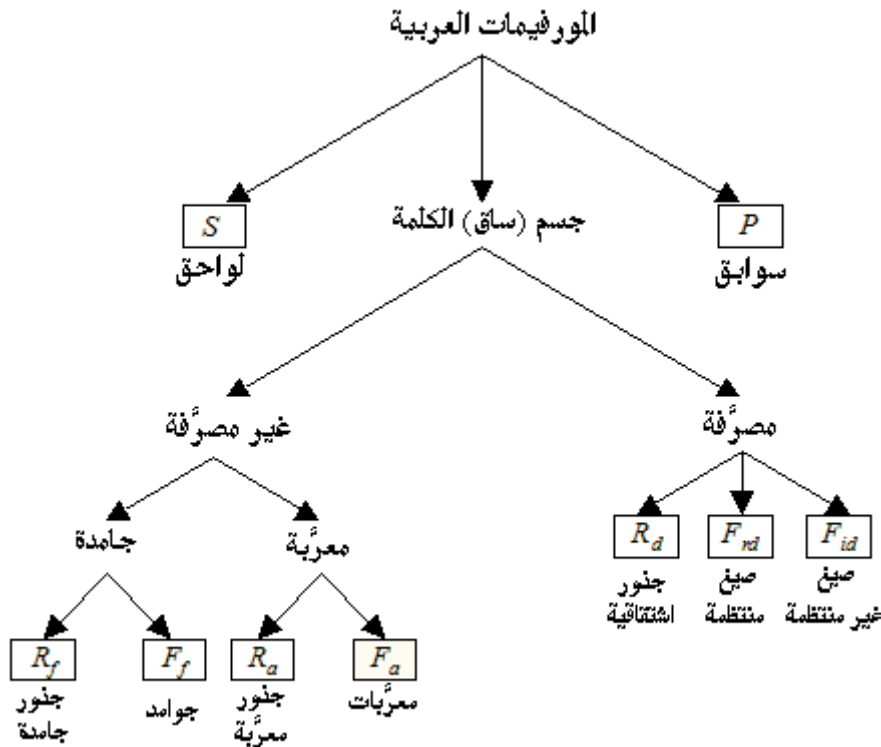 المورفيمات العربية
P
سوابق
جسم (ساق) الكلمة
S
لواحق
مصرَّفة
غير مصرَّفة
F_id
صيغ
غير منتظمة
F_rd
صيغ
منتظمة
R_d
جذور
اشتقاقية
معرَّبة
جامدة
F_a
معرَّبات
R_a
جذور
معرَّبة
F_f
جوامد
R_f
جذور
جامدة